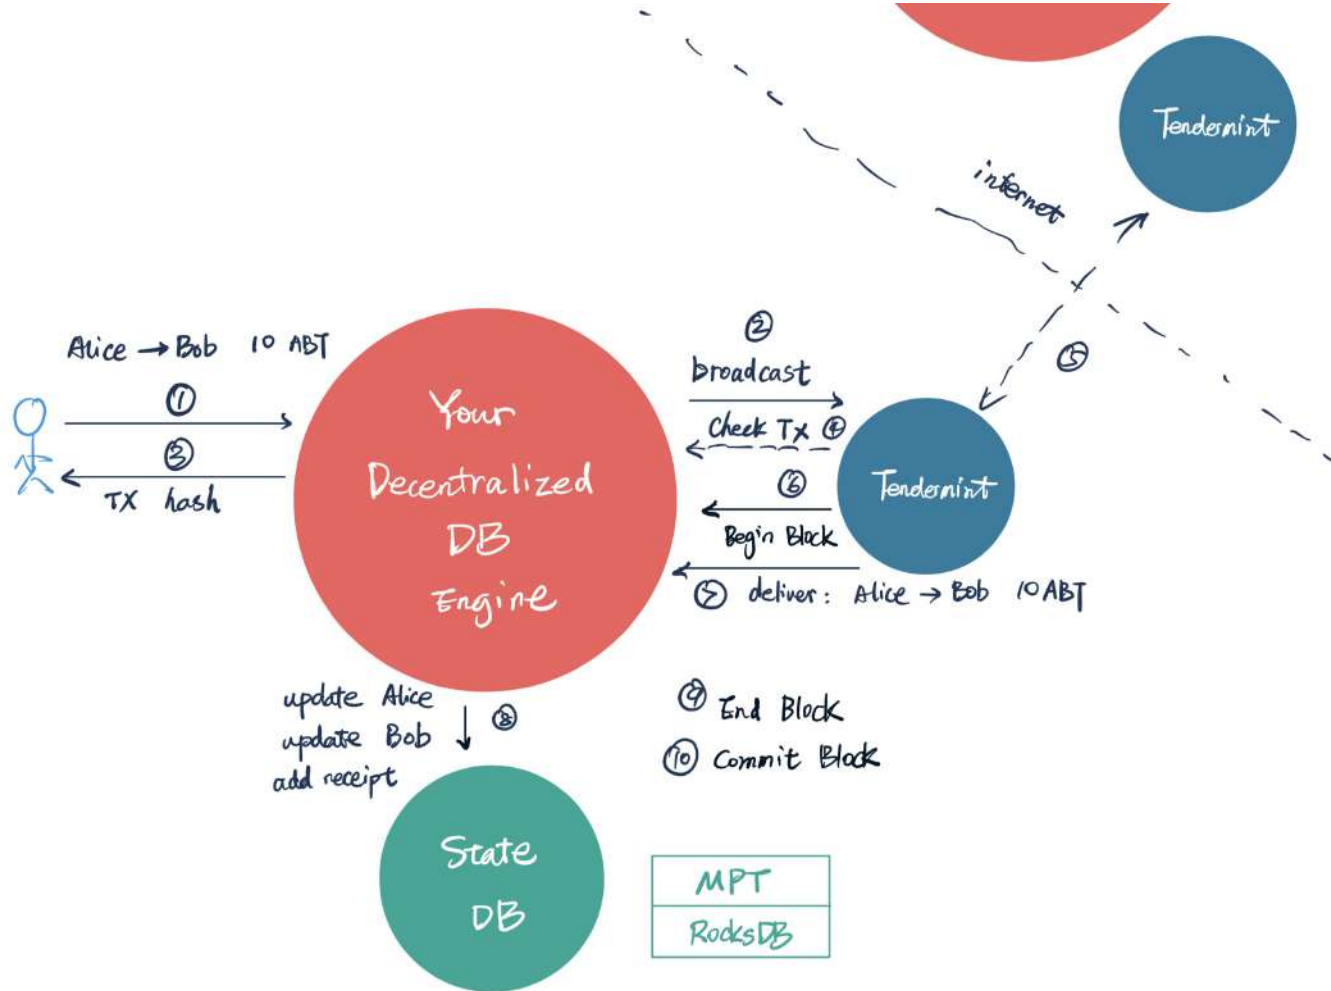 Tendermint
internet
⑤
Alice → Bob 10 ABT
①
③
TX hash
Your
Decentralized
DB
Engine
②
broadcast
Check TX ④
⑥
Begin Block
Tendermint
⑦ deliver: Alice → Bob 10 ABT
update Alice
update Bob
add receipt
⑧
⑨ End Block
⑩ Commit Block
State
DB
MPT
RocksDB